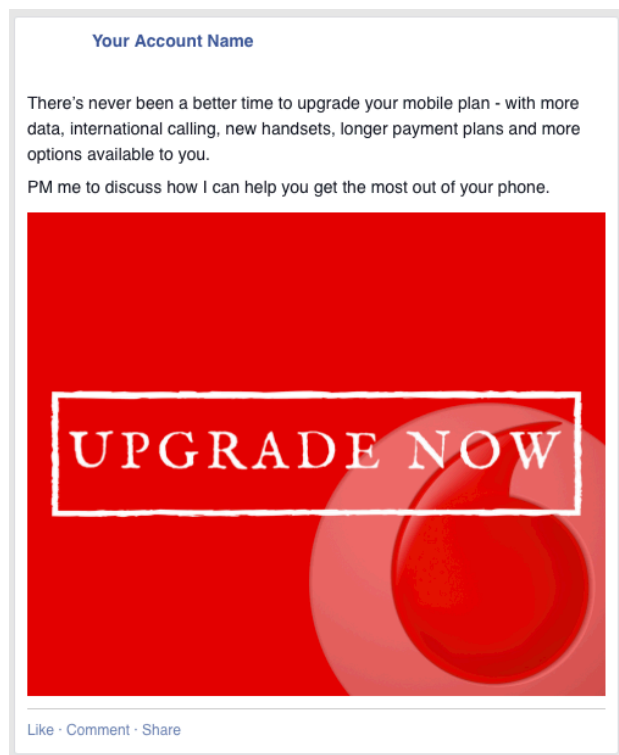 Your Account Name
There’s never been a better time to upgrade your mobile plan - with more
data, international calling, new handsets, longer payment plans and more
options available to you.
PM me to discuss how I can help you get the most out of your phone.
UPGRADE NOW
Like · Comment · Share